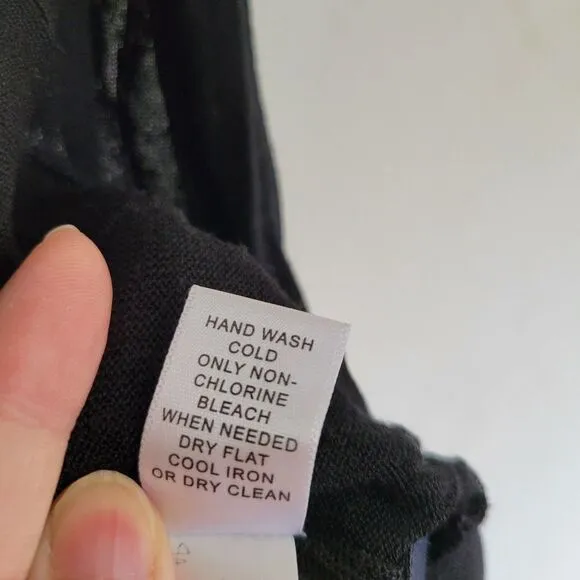 HAND WASH
COLD
ONLY NON-
CHLORINE
BLEACH
WHEN NEEDED
DRY FLAT
COOL IRON
OR DRY CLEAN